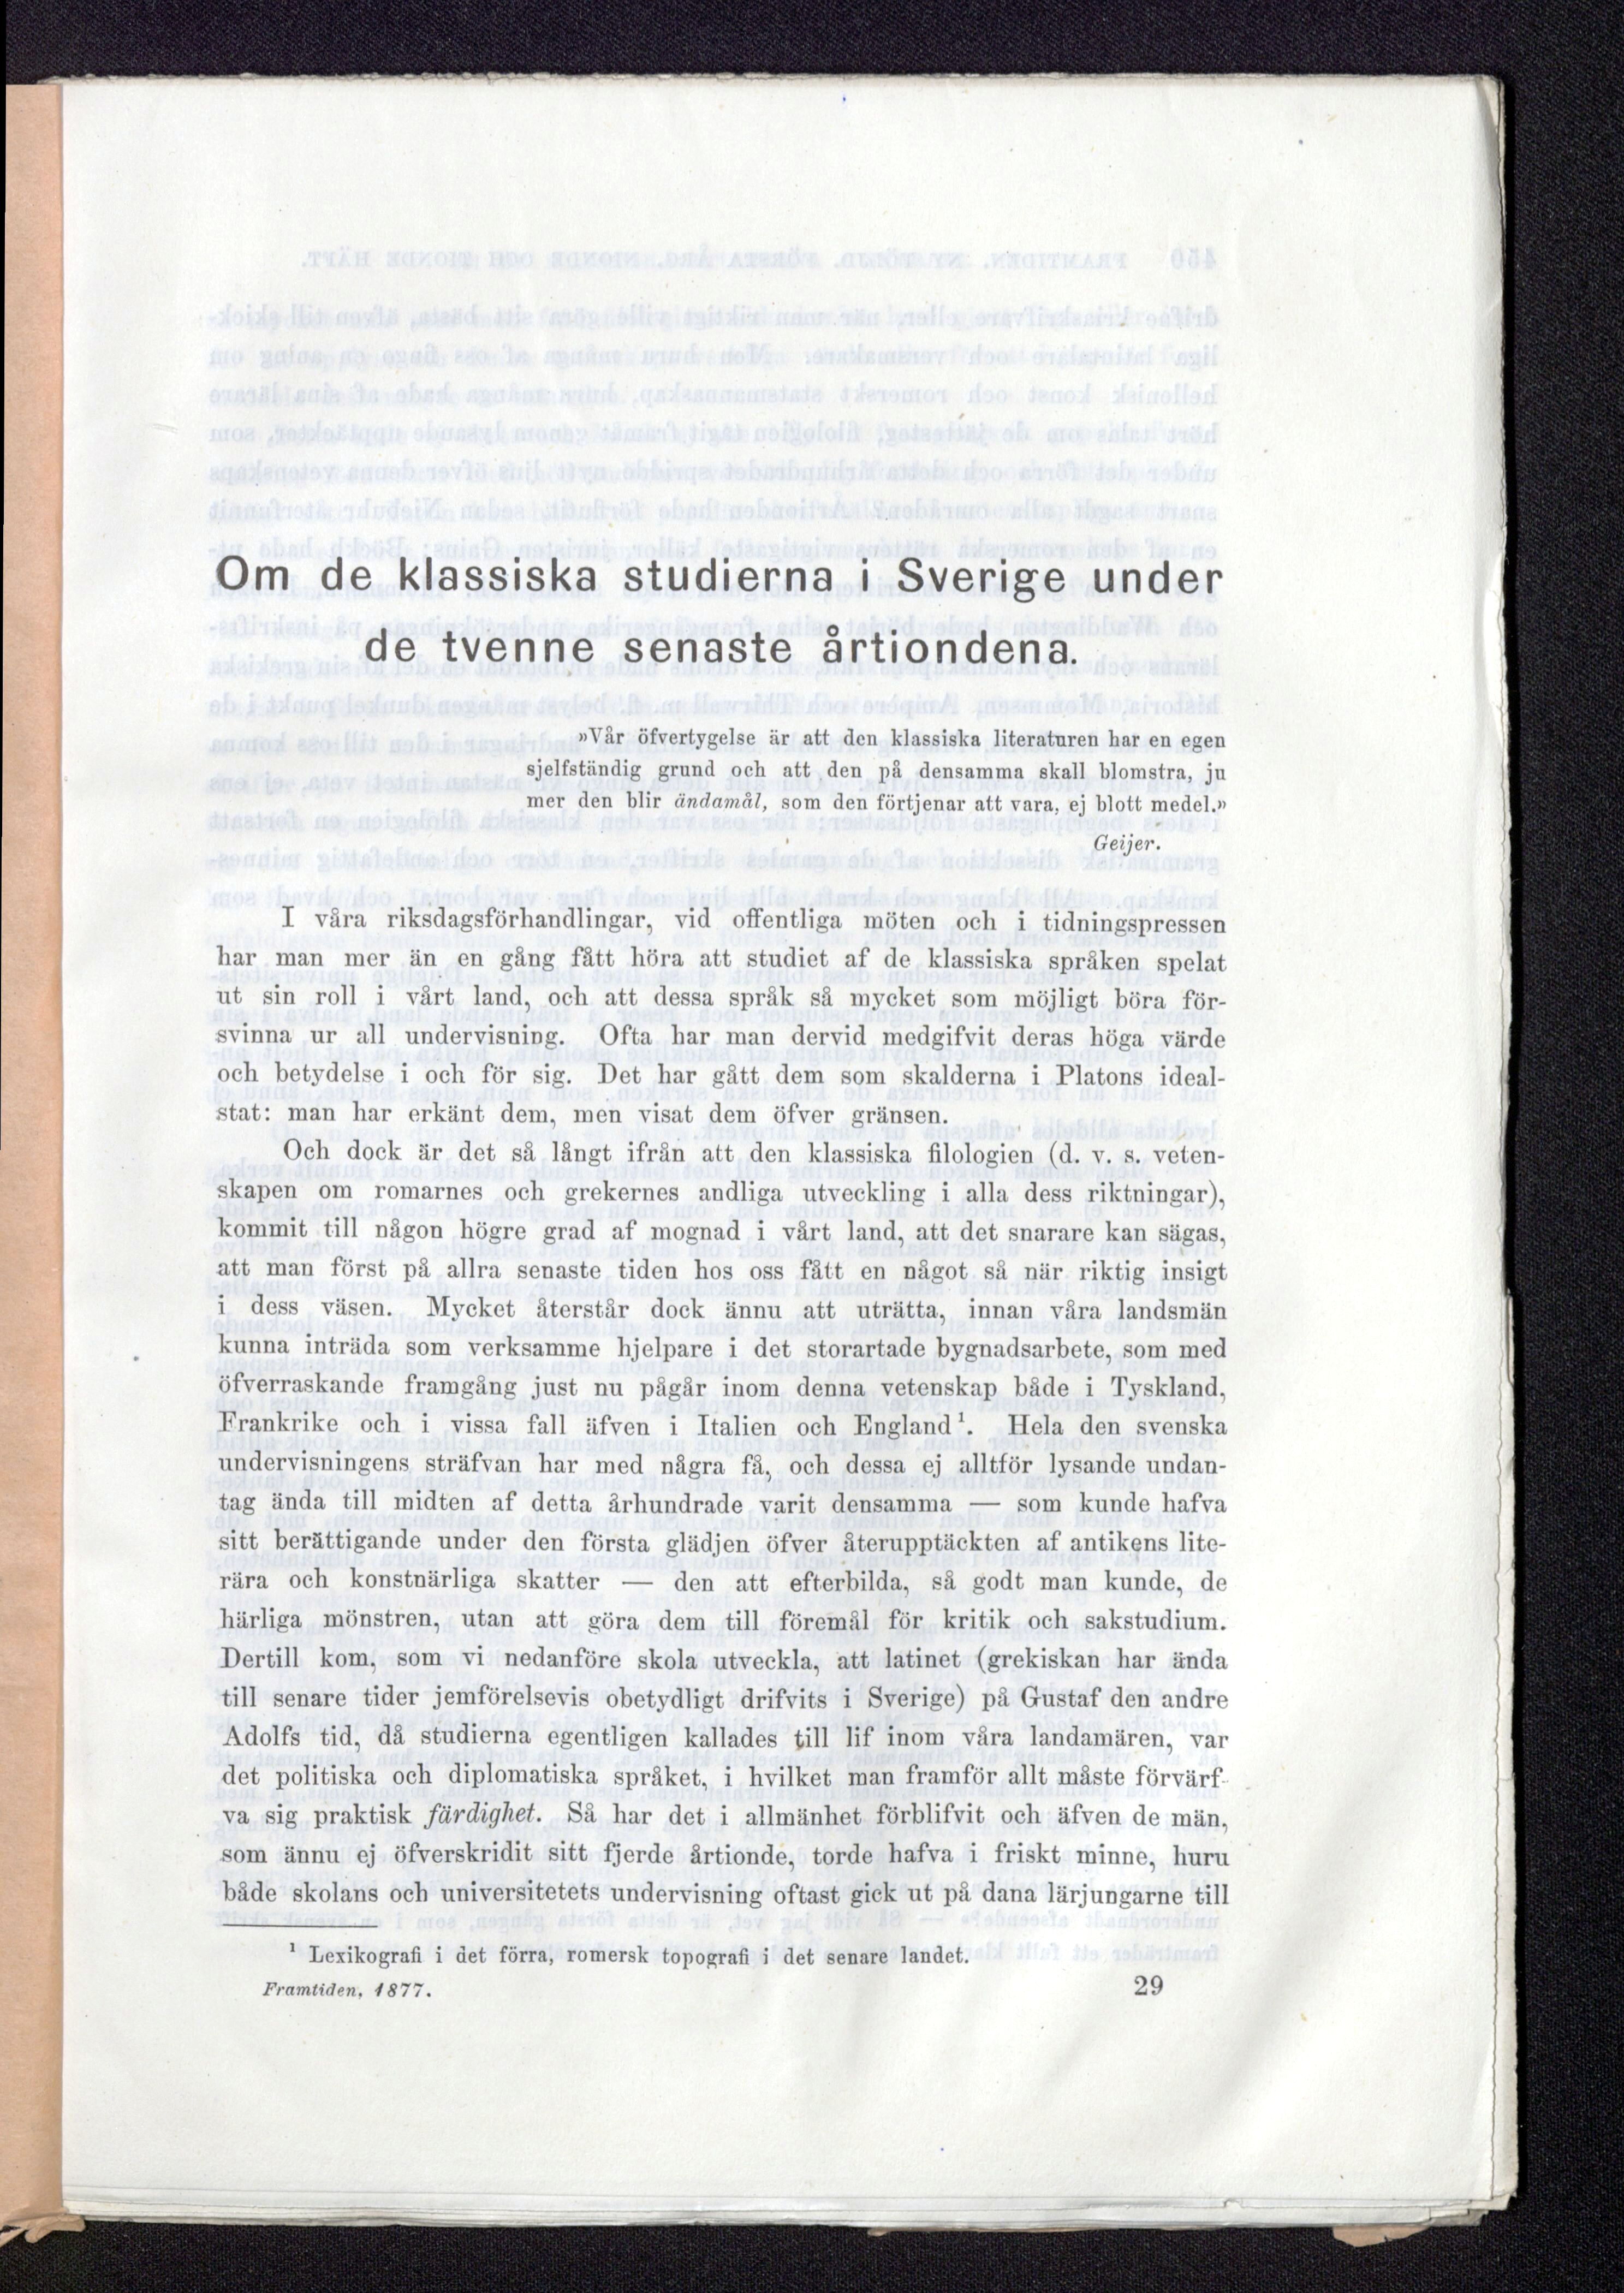 Om de klassiska studierna i Sverige under
de tvenne senaste årtiondena.
»Vår öfvertygelse är att den klassiska literaturen har en egen
sjelfständig grund och att den på densamma skall blomstra, ju
mer den blir ändamål, som den förtjenar att vara, ej blott medel.»
Geijer.
I våra riksdagsförhandlingar, vid offentliga möten och i tidningspressen
har man mer än en gång fått höra att studiet af de klassiska språken spelat
ut sin roll i vårt land, och att dessa språk så mycket som möjligt böra för-
svinna ur all undervisning. Ofta har man dervid medgifvit deras höga värde
och betydelse i och för sig. Det har gått dem som skalderna i Platons ideal-
stat: man har erkänt dem, men visat dem öfver gränsen.
Och dock är det så långt ifrån att den klassiska filologien (d. v. s. veten-
skapen om romarnes och grekernes andliga utveckling i alla dess riktningar),
kommit till någon högre grad af mognad i vårt land, att det snarare kan sägas,
att man först på allra senaste tiden hos oss fått en något så när riktig insigt
i dess väsen. Mycket återstår dock ännu att uträtta, innan våra landsmän
kunna inträda som verksamme hjelpare i det storartade bygnadsarbete, som med
öfverraskande framgång just nu pågår inom denna vetenskap både i Tyskland,
Frankrike och i vissa fall äfven i Italien och England¹. Hela den svenska
undervisningens sträfvan har med några få, och dessa ej alltför lysande undan-
tag ända till midten af detta århundrade varit densamma — som kunde hafva
sitt berättigande under den första glädjen öfver återupptäckten af antikens lite-
rära och konstnärliga skatter — den att efterbilda, så godt man kunde, de
härliga mönstren, utan att göra dem till föremål för kritik och sakstudium.
Dertill kom, som vi nedanföre skola utveckla, att latinet (grekiskan har ända
till senare tider jemförelsevis obetydligt drifvits i Sverige) på Gustaf den andre
Adolfs tid, då studierna egentligen kallades till lif inom våra landamären, var
det politiska och diplomatiska språket, i hvilket man framför allt måste förvärf-
va sig praktisk färdighet. Så har det i allmänhet förblifvit och äfven de män,
som ännu ej öfverskridit sitt fjerde årtionde, torde hafva i friskt minne, huru
både skolans och universitetets undervisning oftast gick ut på dana lärjungarne till
¹ Lexikografi i det förra, romersk topografi i det senare landet.
Framtiden, 1877. 29